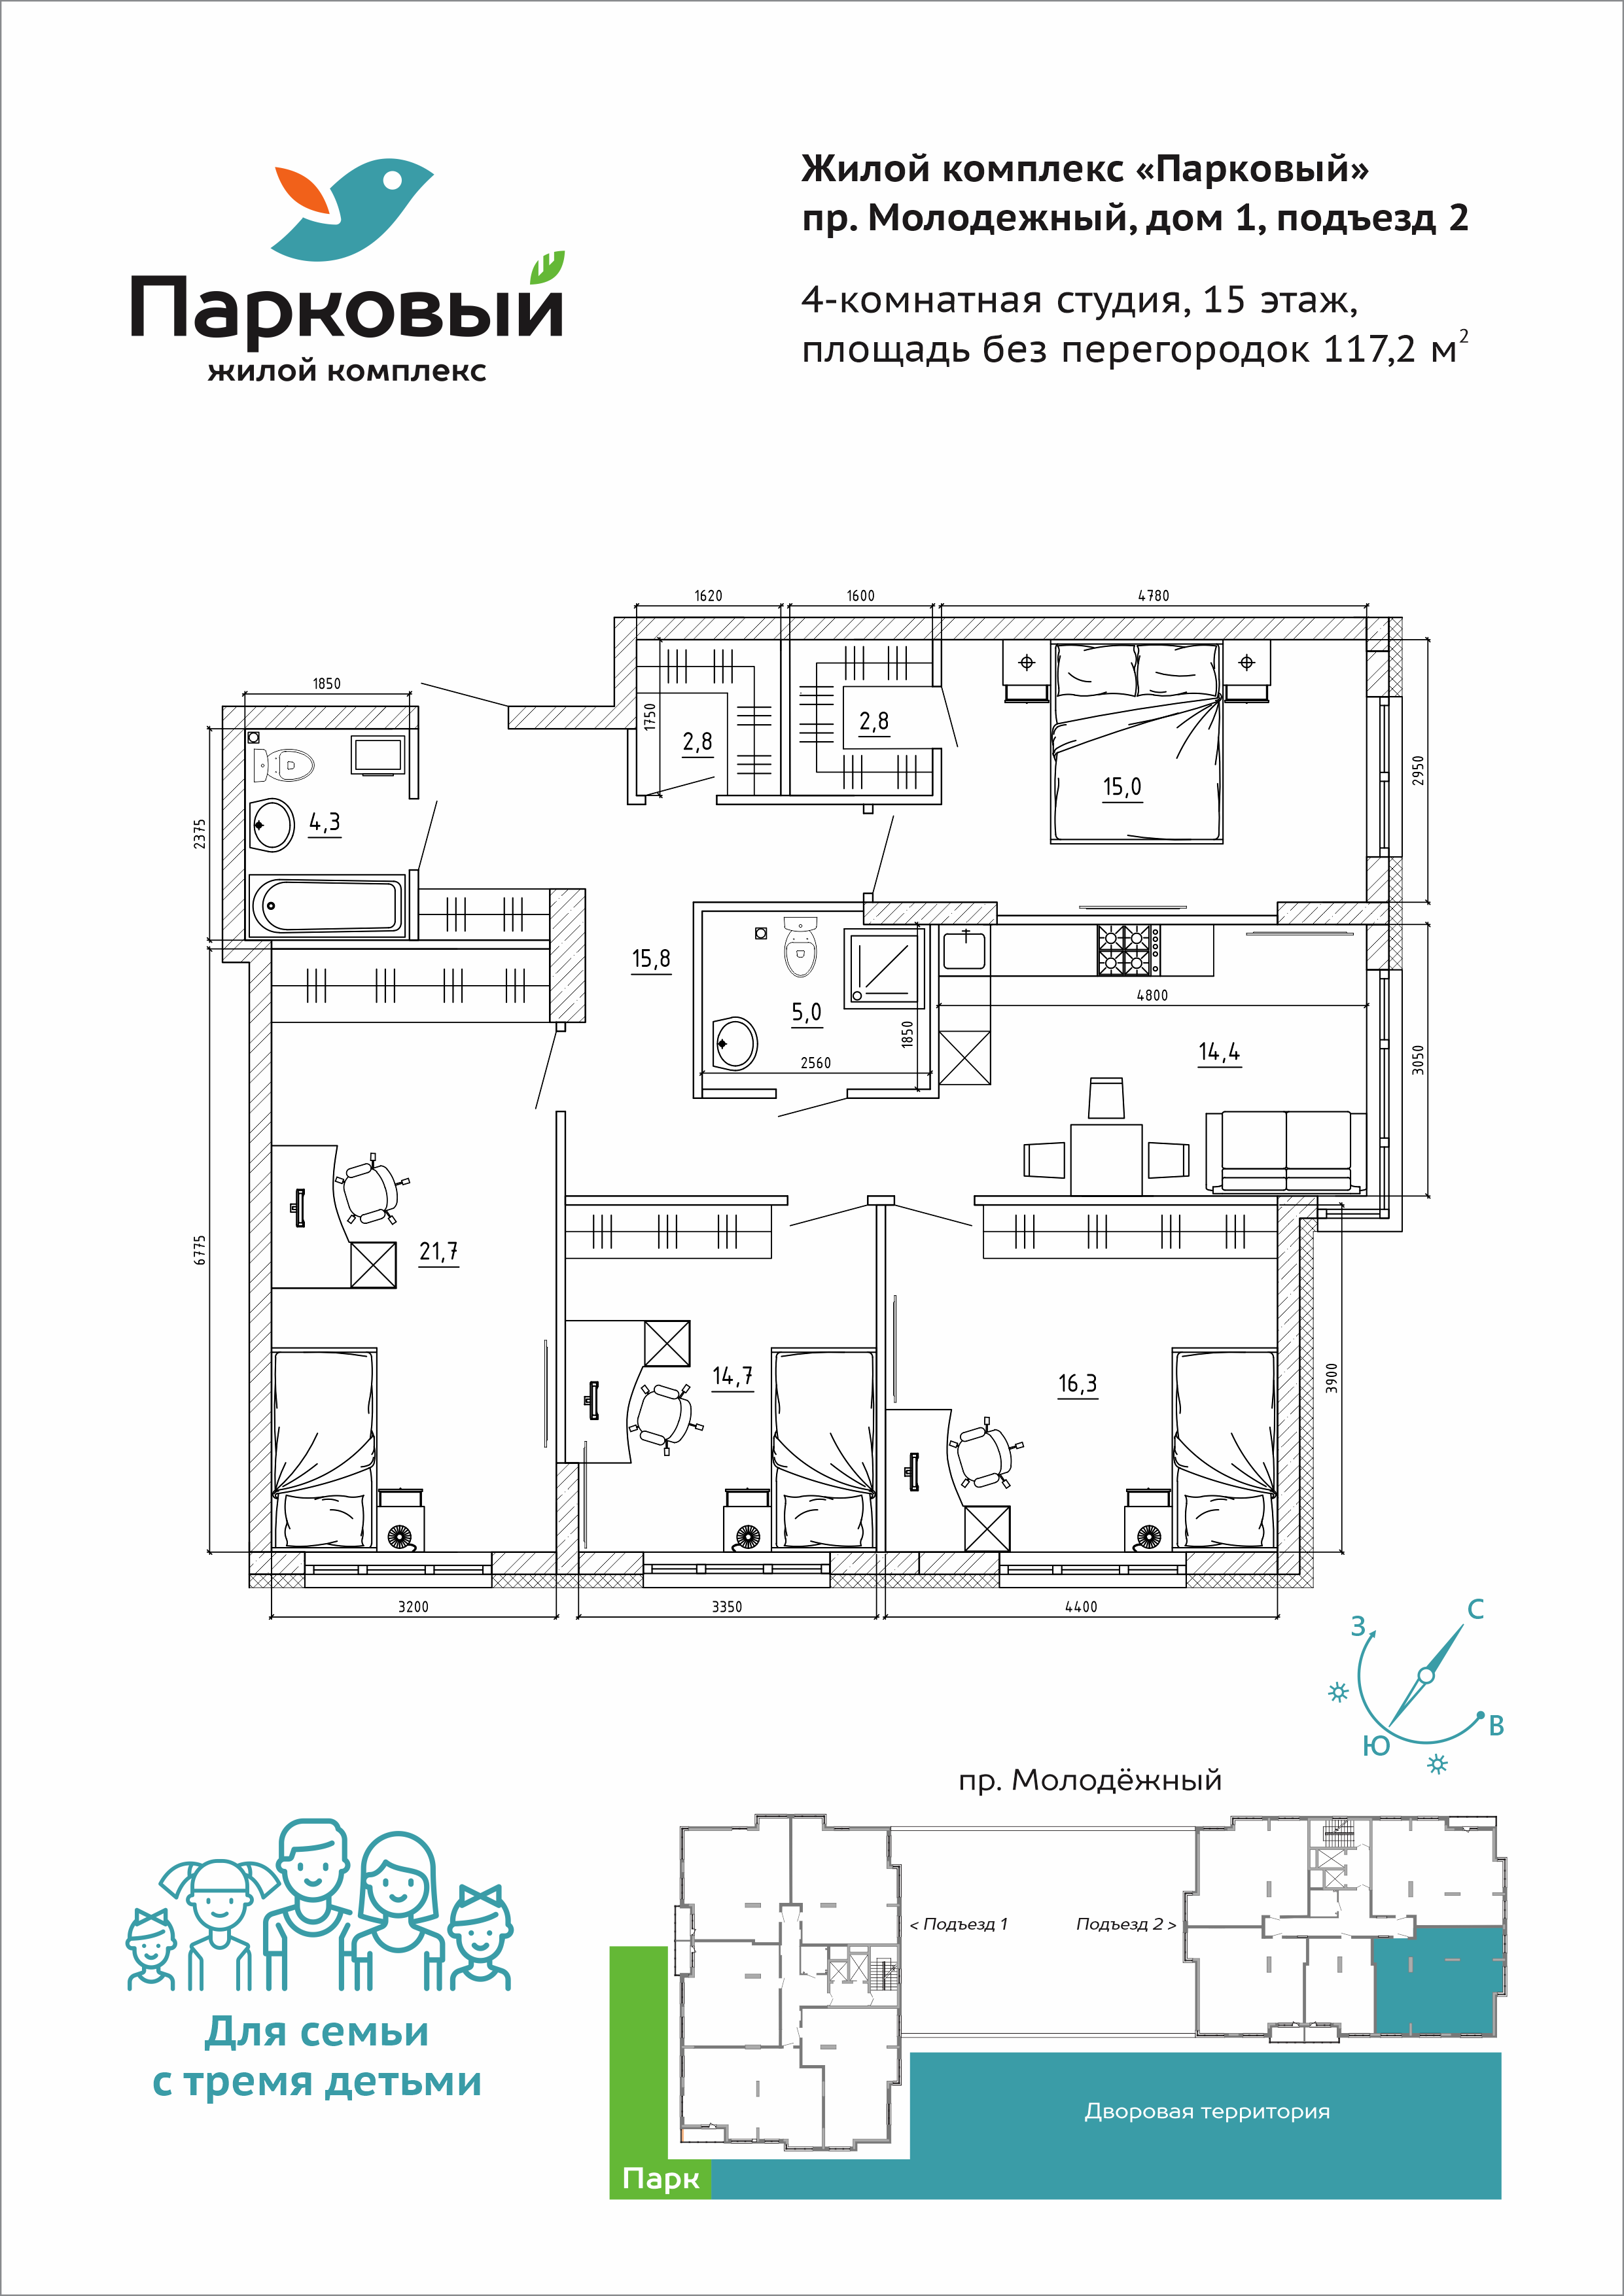 Парковый
жилой комплекс
Жилой комплекс «Парковый»
пр. Молодежный, дом 1, подъезд 2
4-комнатная студия, 15 этаж,
площадь без перегородок 117,2 м²
1620
1600
4780
1850
1750
2,8
2,8
15,0
2950
2375
4,3
15,8
5,0
1850
2560
4800
14,4
3050
6775
21,7
14,7
16,3
3900
3200
3350
4400
С
З
В
Ю
пр. Молодёжный
< Подъезд 1
Подъезд 2 >
Для семьи
с тремя детьми
Дворовая территория
Парк